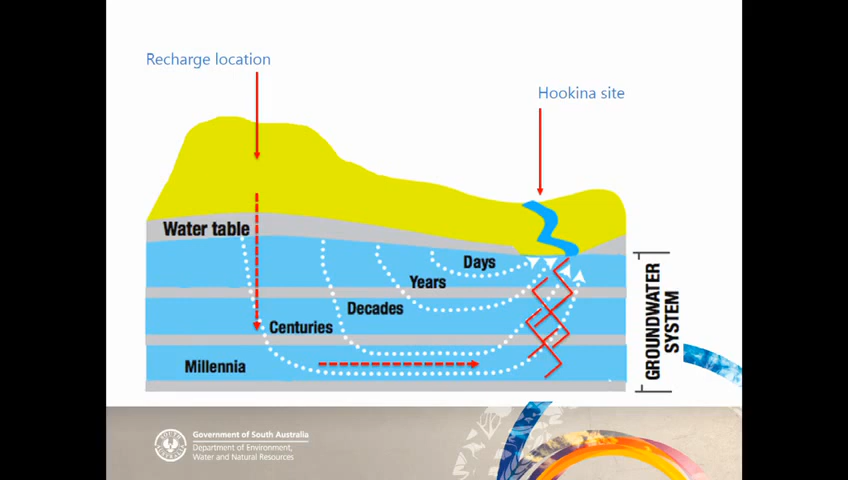 Recharge location
Hookina site
Water table
Days
Years
Decades
Centuries
Millennia
GROUNDWATER
SYSTEM
Government of South Australia
Department of Environment,
Water and Natural Resources